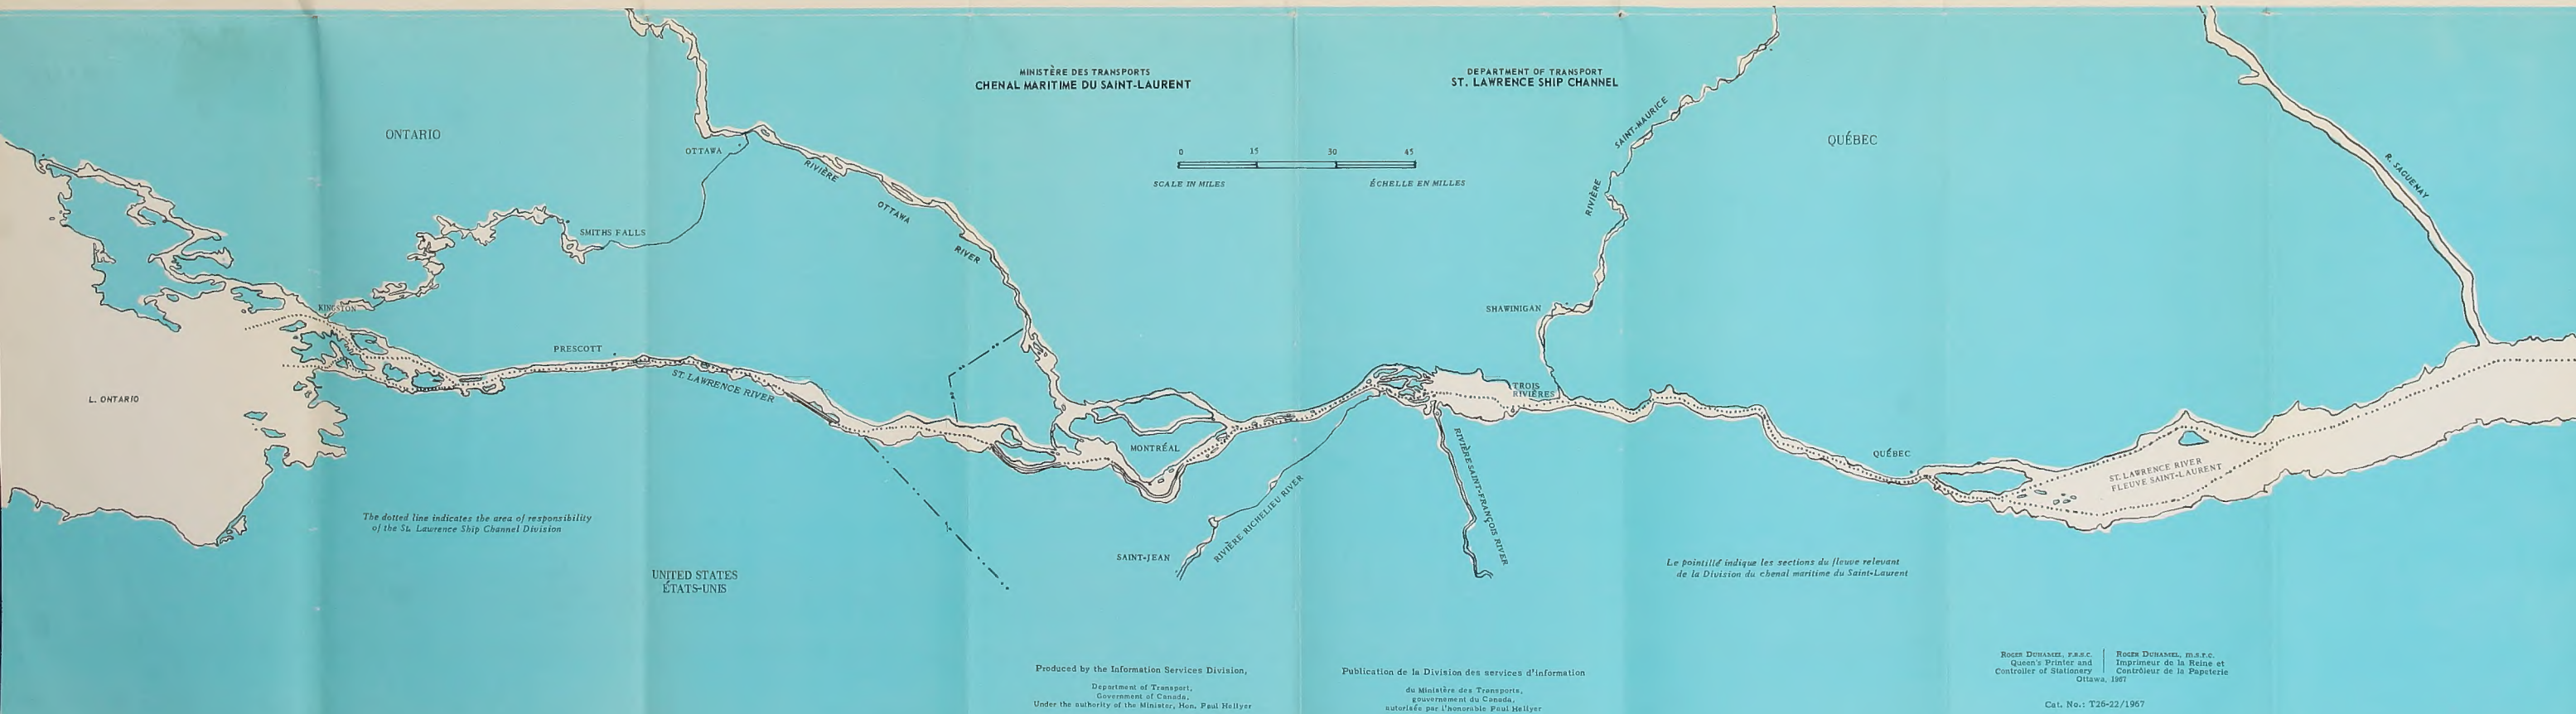 MINISTÈRE DES TRANSPORTS
CHENAL MARITIME DU SAINT-LAURENT
DEPARTMENT OF TRANSPORT
ST. LAWRENCE SHIP CHANNEL
ONTARIO
QUÉBEC
OTTAWA
RIVIÈRE
OTTAWA
RIVER
0 15 30 45
SCALE IN MILES
ÉCHELLE EN MILLES
RIVIÈRE
SAINT-MAURICE
R. SAGUENAY
SMITHS FALLS
KINGSTON
SHAWINIGAN
PRESCOTT
ST. LAWRENCE RIVER
L. ONTARIO
TROIS
RIVIÈRES
MONTRÉAL
QUÉBEC
ST. LAWRENCE RIVER
FLEUVE SAINT-LAURENT
RIVIÈRE RICHELIEU RIVER
RIVIÈRE SAINT-FRANÇOIS RIVER
SAINT-JEAN
The dotted line indicates the area of responsibility
of the St. Lawrence Ship Channel Division
UNITED STATES
ÉTATS-UNIS
Le pointillé indique les sections du fleuve relevant
de la Division du chenal maritime du Saint-Laurent
Produced by the Information Services Division,
Department of Transport,
Government of Canada,
Under the authority of the Minister, Hon. Paul Hellyer
Publication de la Division des services d'information
du Ministère des Transports,
gouvernement du Canada,
autorisée par l'honorable Paul Hellyer
ROGER DUHAMEL, F.R.S.C.
Queen's Printer and
Controller of Stationery
ROGER DUHAMEL, m.s.r.c.
Imprimeur de la Reine et
Contrôleur de la Papeterie
Ottawa, 1967
Cat. No.: T26-22/1967